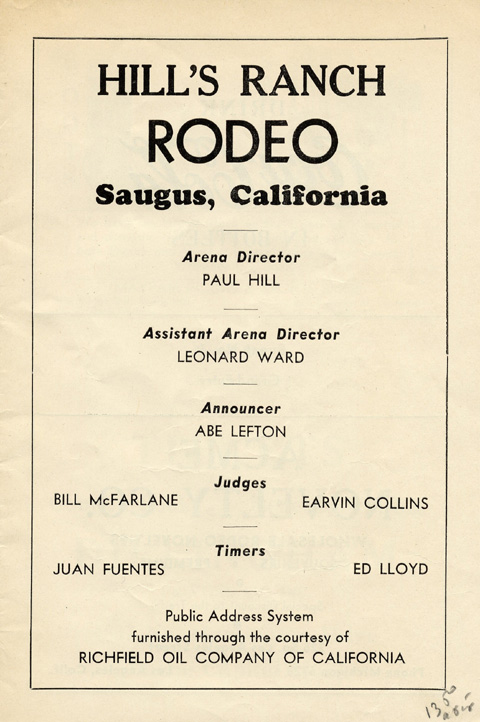 HILL'S RANCH
RODEO
Saugus, California
Arena Director
PAUL HILL
Assistant Arena Director
LEONARD WARD
Announcer
ABE LEFTON
Judges
BILL McFARLANE EARVIN COLLINS
Timers
JUAN FUENTES ED LLOYD
Public Address System
furnished through the courtesy of
RICHFIELD OIL COMPANY OF CALIFORNIA